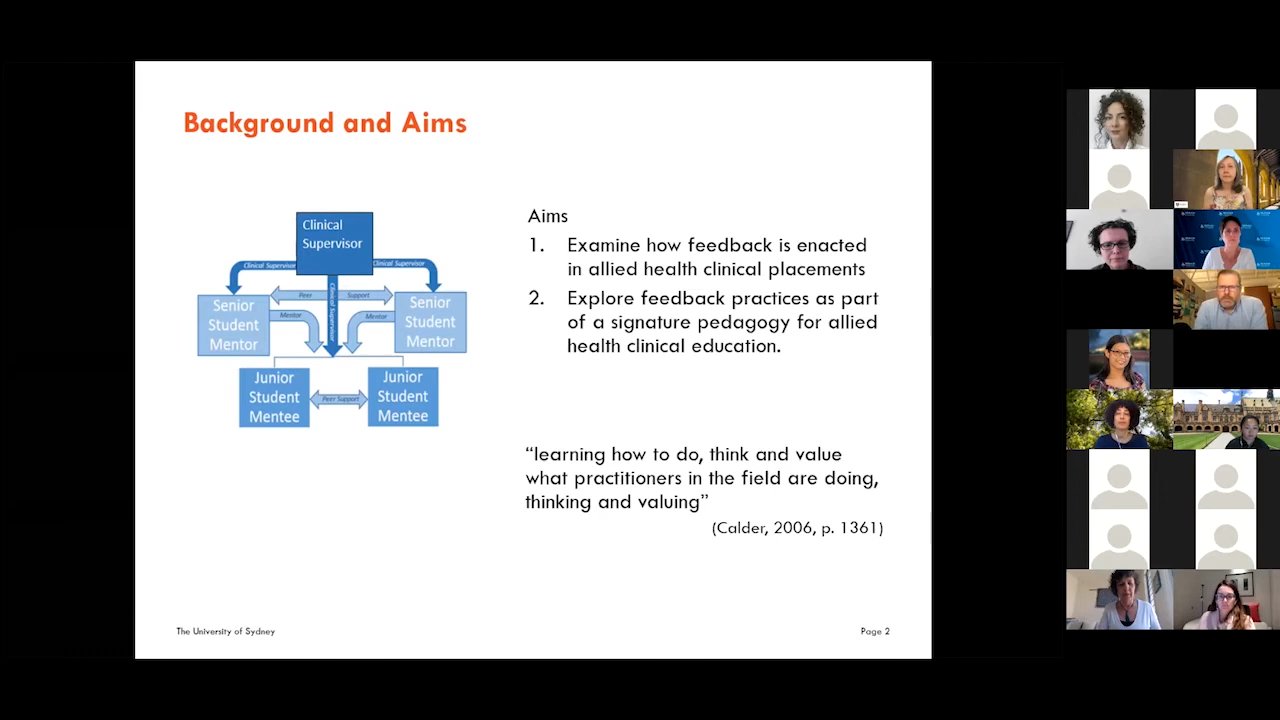 Background and Aims
Clinical
Supervisor
Clinical Supervisor
Clinical Supervisor
Clinical Supervisor
Peer Support
Senior
Student
Mentor
Senior
Student
Mentor
Mentor
Mentor
Junior
Student
Mentee
Junior
Student
Mentee
Peer Support
Aims
1. Examine how feedback is enacted
in allied health clinical placements
2. Explore feedback practices as part
of a signature pedagogy for allied
health clinical education.
“learning how to do, think and value
what practitioners in the field are doing,
thinking and valuing”
(Calder, 2006, p. 1361)
The University of Sydney
Page 2